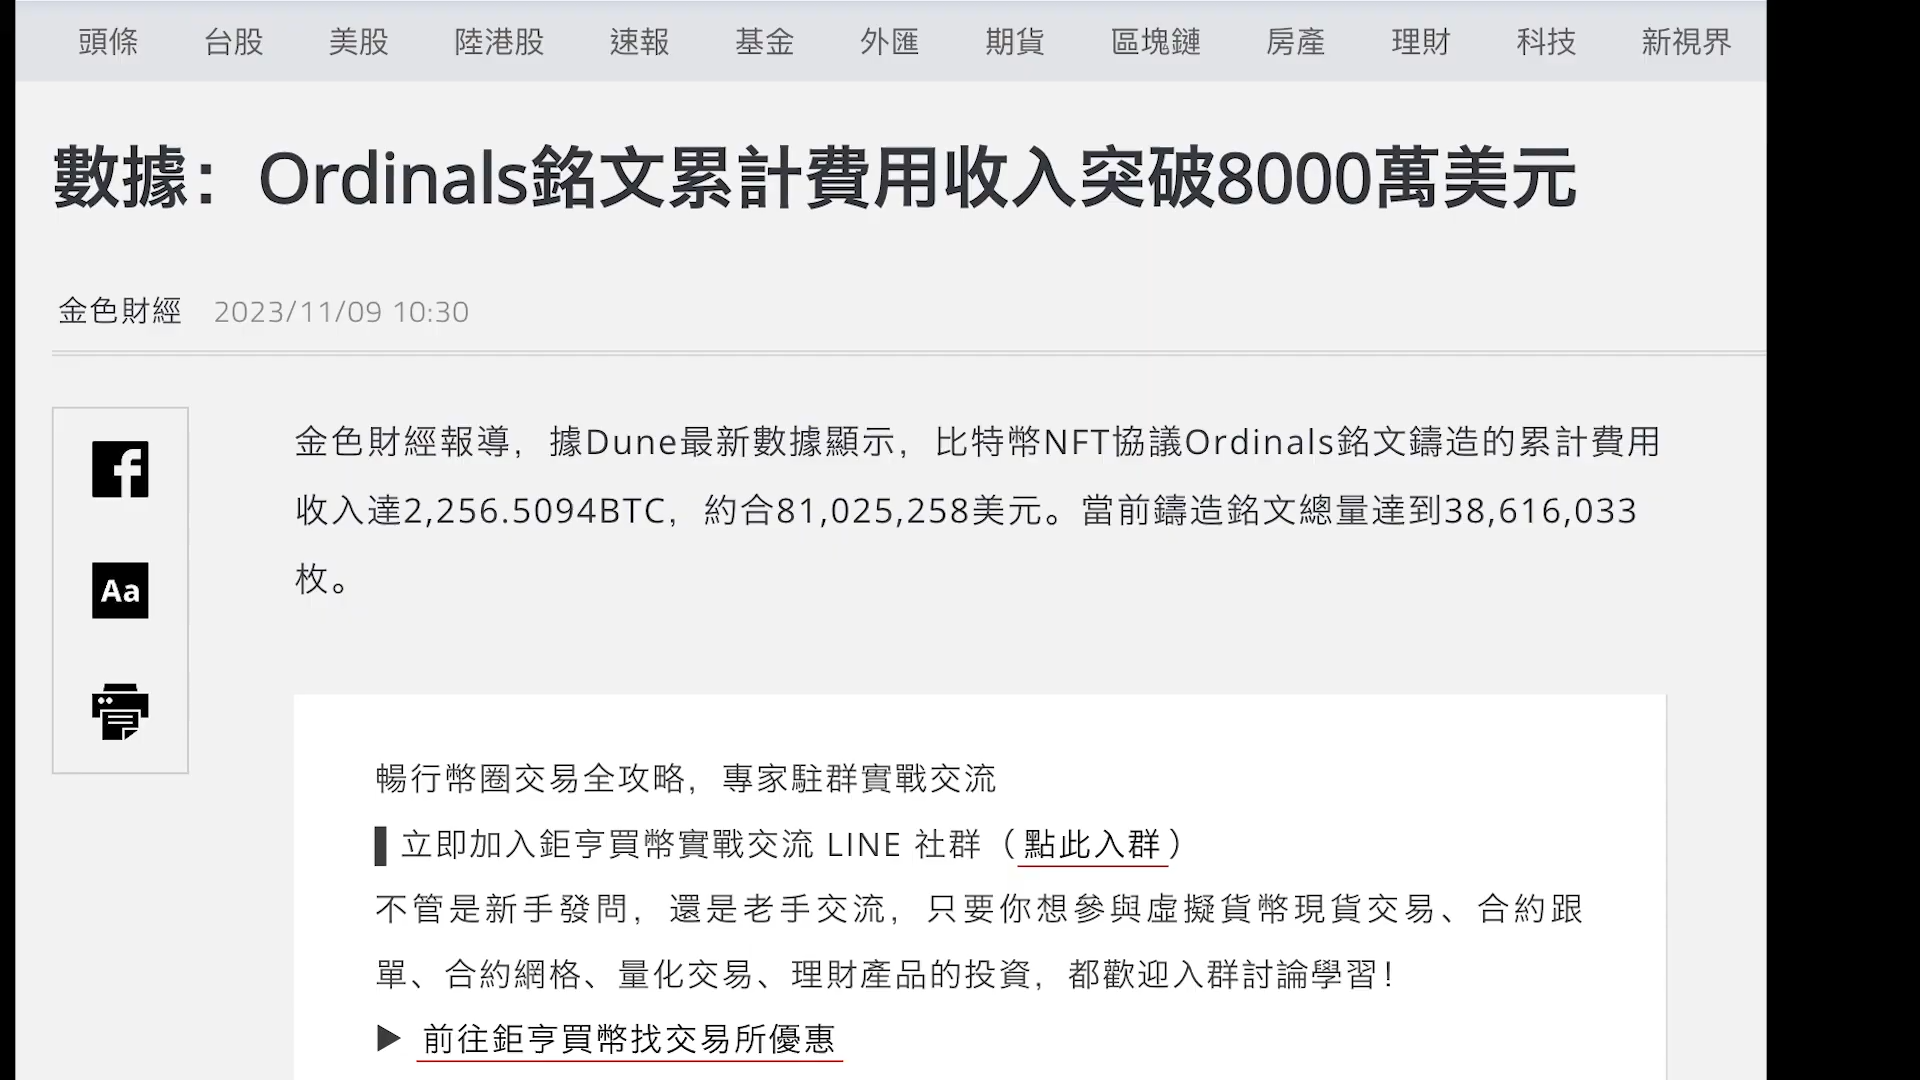 頭條 台股 美股 陸港股 速報 基金 外匯 期貨 區塊鏈 房產 理財 科技 新視界
數據：Ordinals銘文累計費用收入突破8000萬美元
金色財經 2023/11/09 10:30
金色財經報導，據Dune最新數據顯示，比特幣NFT協議Ordinals銘文鑄造的累計費用
收入達2,256.5094BTC，約合81,025,258美元。當前鑄造銘文總量達到38,616,033
枚。
Aa
暢行幣圈交易全攻略，專家駐群實戰交流
▌立即加入鉅亨買幣實戰交流 LINE 社群（點此入群）
不管是新手發問，還是老手交流，只要你想參與虛擬貨幣現貨交易、合約跟
單、合約網格、量化交易、理財產品的投資，都歡迎入群討論學習！
▶ 前往鉅亨買幣找交易所優惠